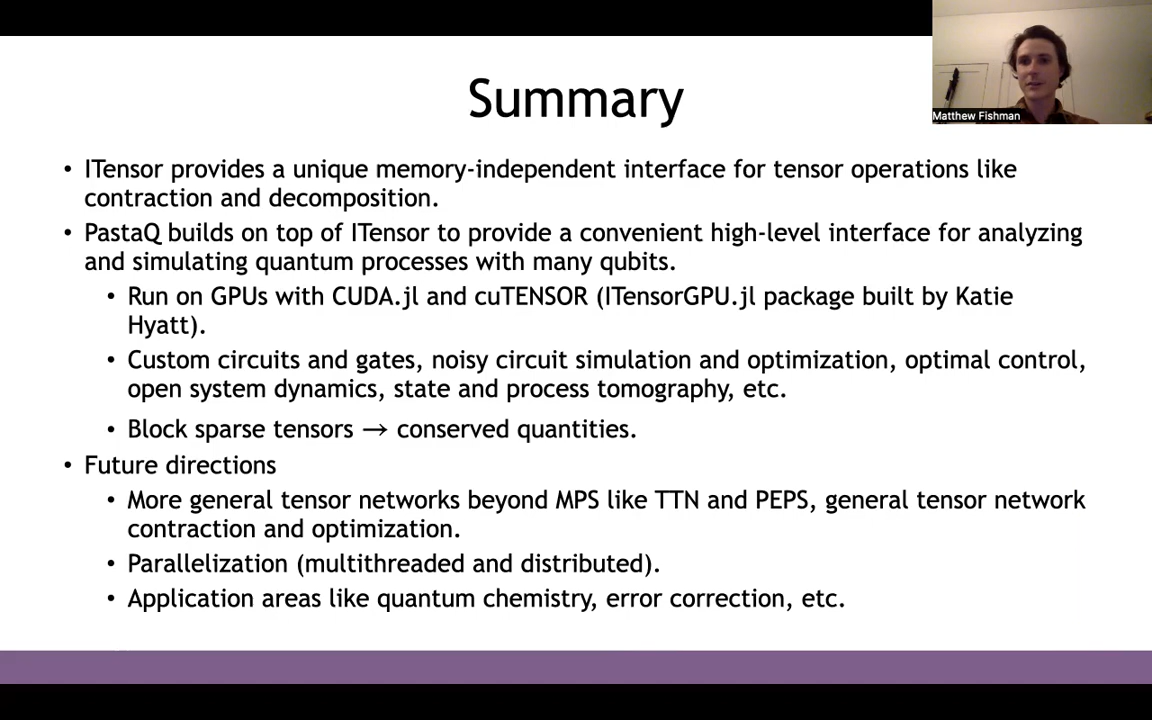 Summary
Matthew Fishman
• ITensor provides a unique memory-independent interface for tensor operations like
contraction and decomposition.
• PastaQ builds on top of ITensor to provide a convenient high-level interface for analyzing
and simulating quantum processes with many qubits.
• Run on GPUs with CUDA.jl and cuTENSOR (ITensorGPU.jl package built by Katie
Hyatt).
• Custom circuits and gates, noisy circuit simulation and optimization, optimal control,
open system dynamics, state and process tomography, etc.
• Block sparse tensors → conserved quantities.
• Future directions
• More general tensor networks beyond MPS like TTN and PEPS, general tensor network
contraction and optimization.
• Parallelization (multithreaded and distributed).
• Application areas like quantum chemistry, error correction, etc.